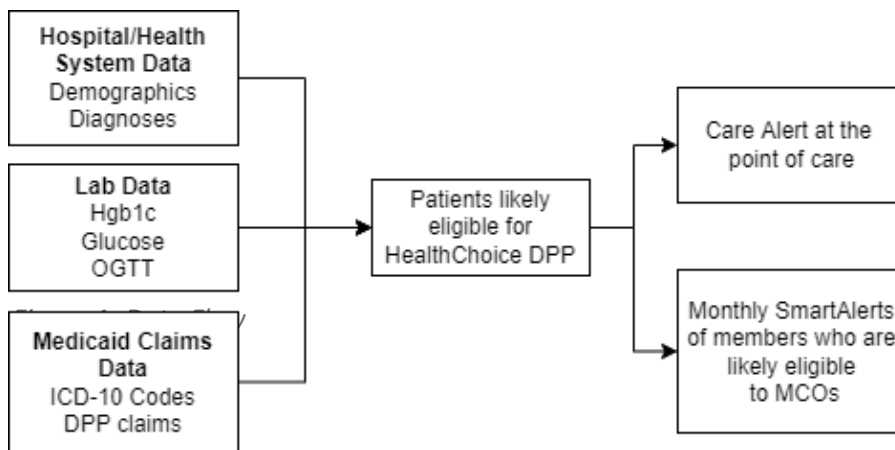 Hospital/Health
System Data
Demographics
Diagnoses
Lab Data
Hgb1c
Glucose
OGTT
Medicaid Claims
Data
ICD-10 Codes
DPP claims
Patients likely
eligible for
HealthChoice DPP
Care Alert at the
point of care
Monthly SmartAlerts
of members who are
likely eligible
to MCOs